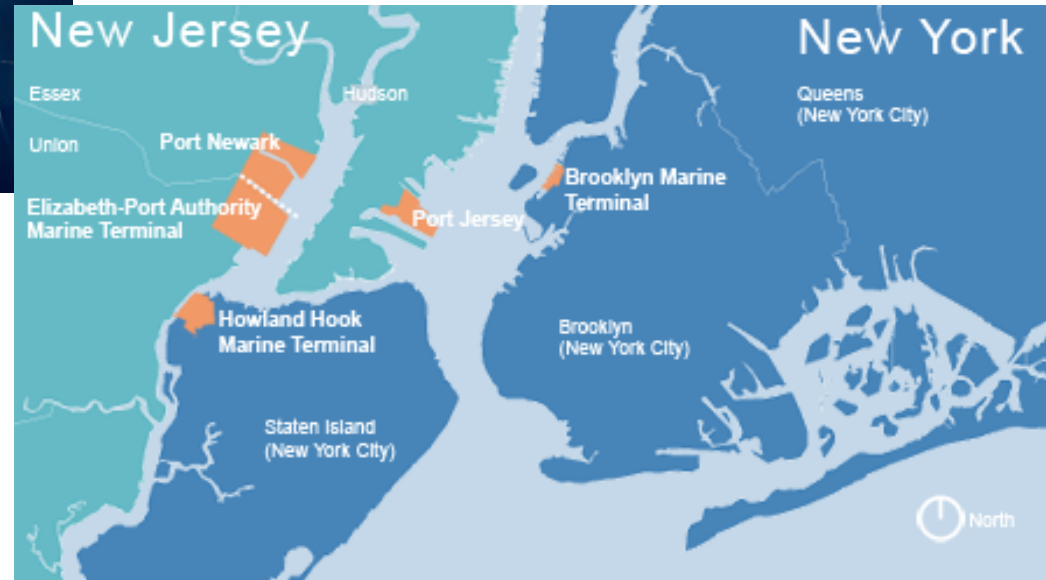 New Jersey
New York
Essex
Hudson
Queens
(New York City)
Union
Port Newark
Brooklyn Marine
Terminal
Elizabeth-Port Authority
Marine Terminal
Port Jersey
Howland Hook
Marine Terminal
Brooklyn
(New York City)
Staten Island
(New York City)
North